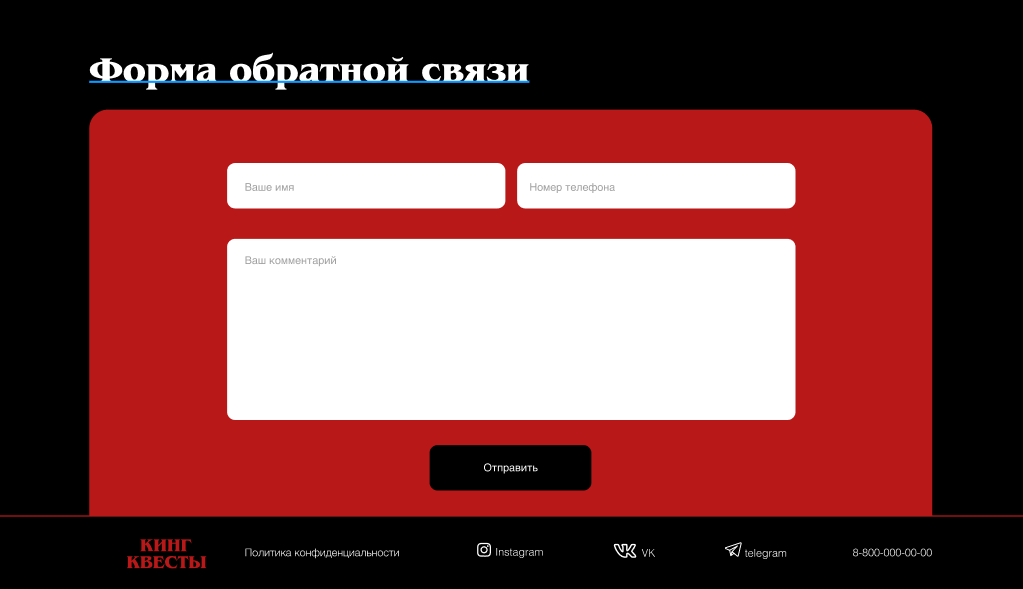 Форма обратной связи
Ваше имя
Номер телефона
Ваш комментарий
Отправить
КИНГ
КВЕСТЫ
Политика конфиденциальности
Instagram
VK
telegram
8-800-000-00-00